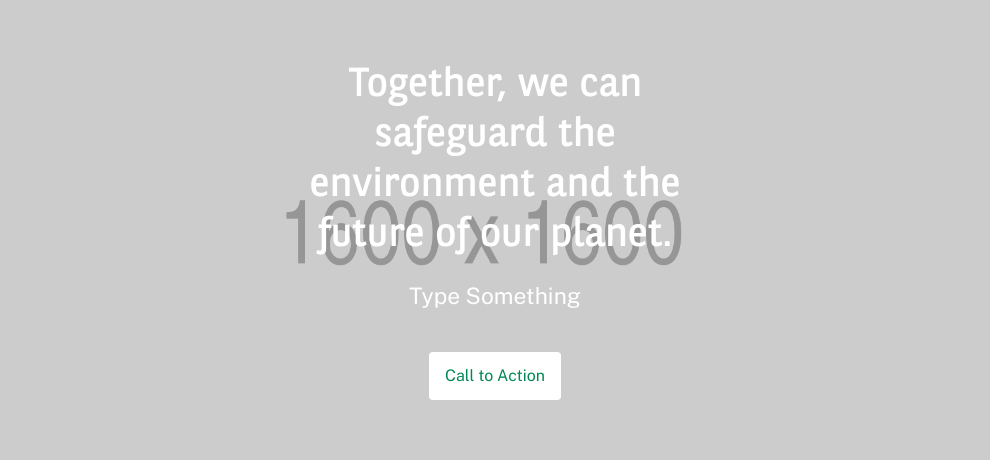 Together, we can
safeguard the
environment and the
future of our planet.
1600 x 1600
Type Something
Call to Action